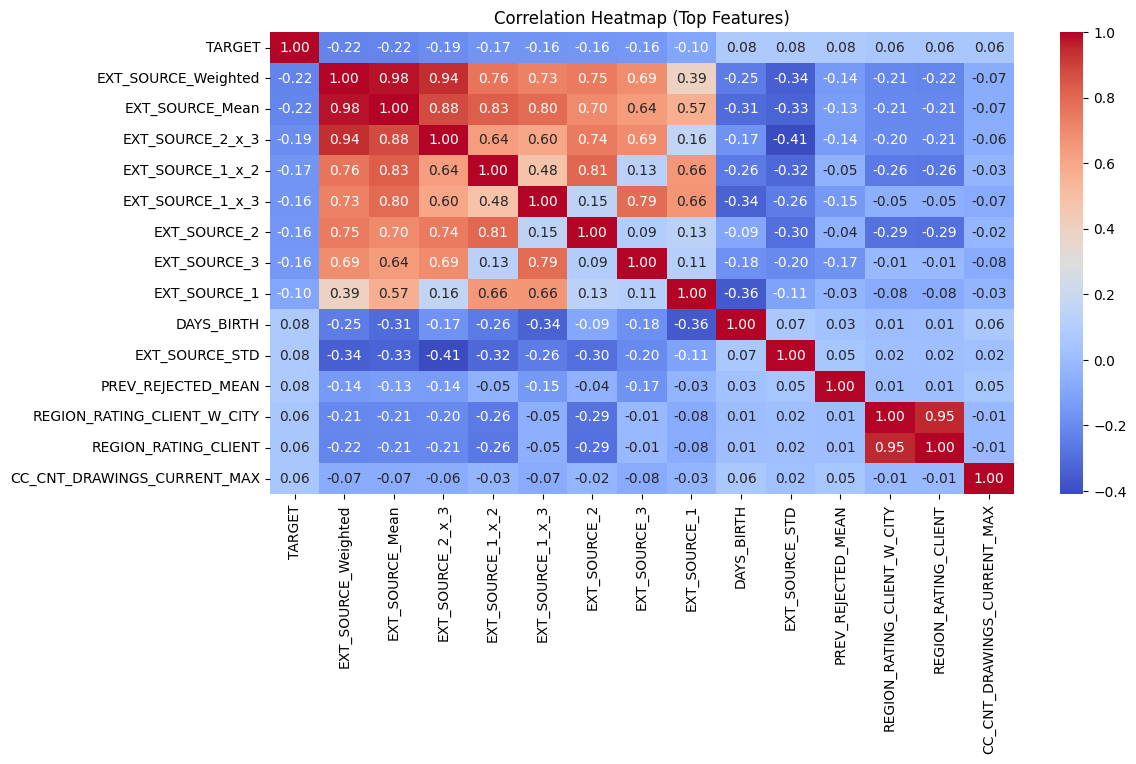 Correlation Heatmap (Top Features)
TARGET 1.00 -0.22 -0.22 -0.19 -0.17 -0.16 -0.16 -0.16 -0.10 0.08 0.08 0.08 0.06 0.06 0.06
EXT_SOURCE_Weighted -0.22 1.00 0.98 0.94 0.76 0.73 0.75 0.69 0.39 -0.25 -0.34 -0.14 -0.21 -0.22 -0.07
EXT_SOURCE_Mean -0.22 0.98 1.00 0.88 0.83 0.80 0.70 0.64 0.57 -0.31 -0.33 -0.13 -0.21 -0.21 -0.07
EXT_SOURCE_2_x_3 -0.19 0.94 0.88 1.00 0.64 0.60 0.74 0.69 0.16 -0.17 -0.41 -0.14 -0.20 -0.21 -0.06
EXT_SOURCE_1_x_2 -0.17 0.76 0.83 0.64 1.00 0.48 0.81 0.13 0.66 -0.26 -0.32 -0.05 -0.26 -0.26 -0.03
EXT_SOURCE_1_x_3 -0.16 0.73 0.80 0.60 0.48 1.00 0.15 0.79 0.66 -0.34 -0.26 -0.15 -0.05 -0.05 -0.07
EXT_SOURCE_2 -0.16 0.75 0.70 0.74 0.81 0.15 1.00 0.09 0.13 -0.09 -0.30 -0.04 -0.29 -0.29 -0.02
EXT_SOURCE_3 -0.16 0.69 0.64 0.69 0.13 0.79 0.09 1.00 0.11 -0.18 -0.20 -0.17 -0.01 -0.01 -0.08
EXT_SOURCE_1 -0.10 0.39 0.57 0.16 0.66 0.66 0.13 0.11 1.00 -0.36 -0.11 -0.03 -0.08 -0.08 -0.03
DAYS_BIRTH 0.08 -0.25 -0.31 -0.17 -0.26 -0.34 -0.09 -0.18 -0.36 1.00 0.07 0.03 0.01 0.01 0.06
EXT_SOURCE_STD 0.08 -0.34 -0.33 -0.41 -0.32 -0.26 -0.30 -0.20 -0.11 0.07 1.00 0.05 0.02 0.02 0.02
PREV_REJECTED_MEAN 0.08 -0.14 -0.13 -0.14 -0.05 -0.15 -0.04 -0.17 -0.03 0.03 0.05 1.00 0.01 0.01 0.05
REGION_RATING_CLIENT_W_CITY 0.06 -0.21 -0.21 -0.20 -0.26 -0.05 -0.29 -0.01 -0.08 0.01 0.02 0.01 1.00 0.95 -0.01
REGION_RATING_CLIENT 0.06 -0.22 -0.21 -0.21 -0.26 -0.05 -0.29 -0.01 -0.08 0.01 0.02 0.01 0.95 1.00 -0.01
CC_CNT_DRAWINGS_CURRENT_MAX 0.06 -0.07 -0.07 -0.06 -0.03 -0.07 -0.02 -0.08 -0.03 0.06 0.02 0.05 -0.01 -0.01 1.00
TARGET
EXT_SOURCE_Weighted
EXT_SOURCE_Mean
EXT_SOURCE_2_x_3
EXT_SOURCE_1_x_2
EXT_SOURCE_1_x_3
EXT_SOURCE_2
EXT_SOURCE_3
EXT_SOURCE_1
DAYS_BIRTH
EXT_SOURCE_STD
PREV_REJECTED_MEAN
REGION_RATING_CLIENT_W_CITY
REGION_RATING_CLIENT
CC_CNT_DRAWINGS_CURRENT_MAX
1.0
0.8
0.6
0.4
0.2
0.0
−0.2
−0.4